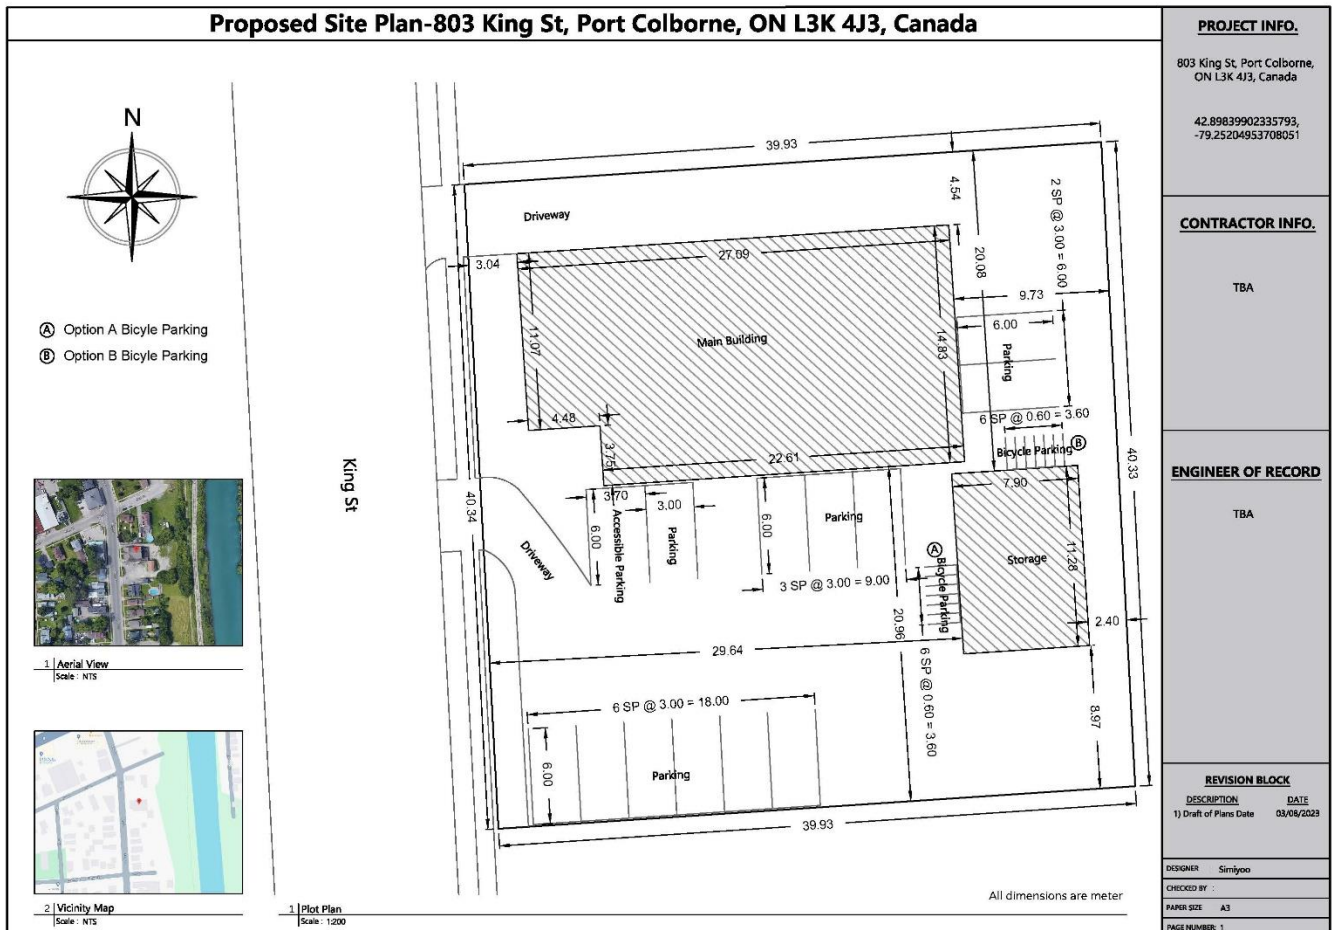 Proposed Site Plan-803 King St, Port Colborne, ON L3K 4J3, Canada
N
Ⓐ Option A Bicyle Parking
Ⓑ Option B Bicyle Parking
1 Aerial View
Scale : NTS
2 Vicinity Map
Scale : NTS
King St
39.93
4.54
Driveway
2 SP @ 3.00 = 6.00
3.04
27.09
20.08
9.73
6.00
11.07
Main Building
14.83
Parking
4.48
6 SP @ 0.60 = 3.60
3.75
22.61
Bicycle Parking
Ⓑ
40.33
40.34
3.70
3.00
7.90
6.00
Accessible Parking
Parking
6.00
Parking
Driveway
Ⓐ
Bicycle Parking
Storage
11.28
3 SP @ 3.00 = 9.00
20.96
2.40
29.64
6 SP @ 0.60 = 3.60
6 SP @ 3.00 = 18.00
8.97
6.00
Parking
39.93
All dimensions are meter
1 Plot Plan
Scale : 1:200
PROJECT INFO.
803 King St, Port Colborne,
ON L3K 4J3, Canada
42.89839902335793,
-79.25204953708051
CONTRACTOR INFO.
TBA
ENGINEER OF RECORD
TBA
REVISION BLOCK
DESCRIPTION DATE
1) Draft of Plans Date 03/08/2023
DESIGNER Simiyoo
CHECKED BY :
PAPER SIZE A3
PAGE NUMBER: 1